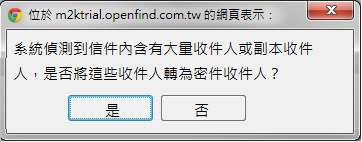 位於 m2ktrial.openfind.com.tw 的網頁表示：
系統偵測到信件內含有大量收件人或副本收件
人，是否將這些收件人轉為密件收件人？
是
否